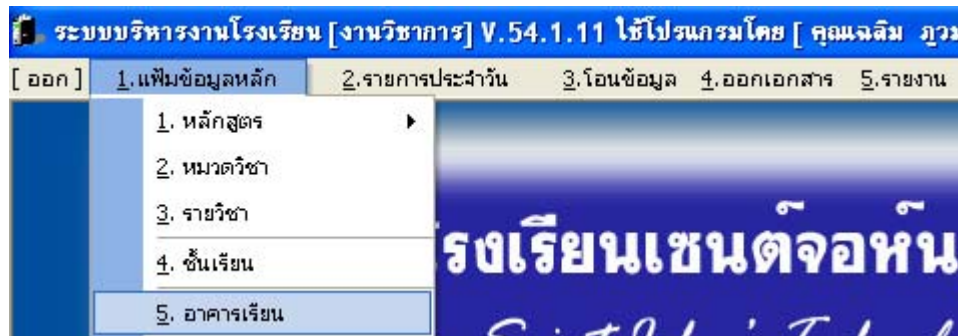 ระบบบริหารงานโรงเรียน [งานวิชาการ] V.54.1.11 ใช้โปรแกรมโดย [ คุณเฉลิม ภูวม
[ ออก ] 1.แฟ้มข้อมูลหลัก 2.รายการประจำวัน 3.โอนข้อมูล 4.ออกเอกสาร 5.รายงาน
1. หลักสูตร
2. หมวดวิชา
3. รายวิชา
4. ชั้นเรียน
รงเรียนเซนต์จอห์น
5. อาคารเรียน